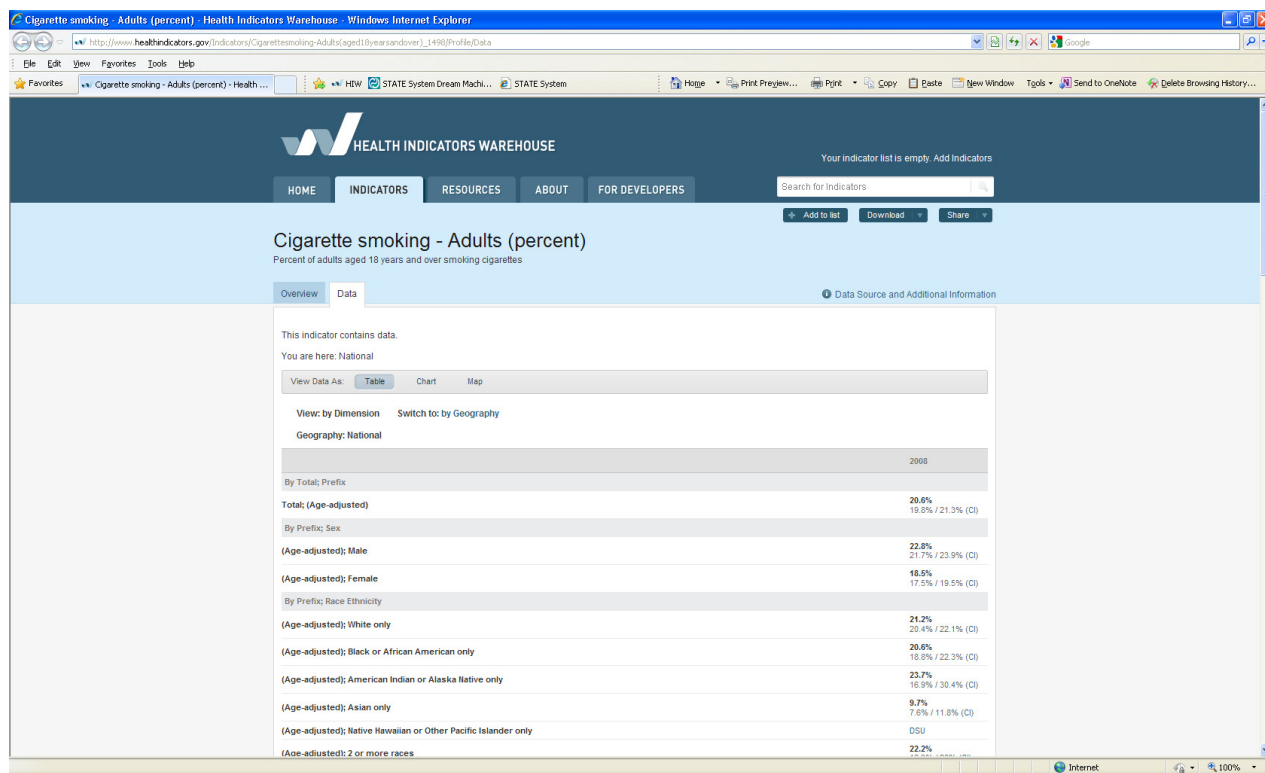 Cigarette smoking - Adults (percent) - Health Indicators Warehouse - Windows Internet Explorer
http://www.healthindicators.gov/Indicators/Cigarettesmoking-Adults(aged18yearsandover)_1498/Profile/Data
Google
File Edit View Favorites Tools Help
Favorites Cigarette smoking - Adults (percent) - Health ... HIW STATE System Dream Machi... STATE System Home Print Preview... Print Copy Paste New Window Tools Send to OneNote Delete Browsing History...
HEALTH INDICATORS WAREHOUSE
Your indicator list is empty. Add Indicators
HOME INDICATORS RESOURCES ABOUT FOR DEVELOPERS Search for Indicators
Add to list Download Share
Cigarette smoking - Adults (percent)
Percent of adults aged 18 years and over smoking cigarettes
Overview Data Data Source and Additional Information
This indicator contains data.
You are here: National
View Data As: Table Chart Map
View: by Dimension Switch to: by Geography
Geography: National
2008
By Total; Prefix
Total; (Age-adjusted) 20.6%
19.8% / 21.3% (CI)
By Prefix; Sex
(Age-adjusted); Male 22.8%
21.7% / 23.9% (CI)
(Age-adjusted); Female 18.5%
17.5% / 19.5% (CI)
By Prefix; Race Ethnicity
(Age-adjusted); White only 21.2%
20.4% / 22.1% (CI)
(Age-adjusted); Black or African American only 20.6%
18.8% / 22.3% (CI)
(Age-adjusted); American Indian or Alaska Native only 23.7%
16.9% / 30.4% (CI)
(Age-adjusted); Asian only 9.7%
7.6% / 11.8% (CI)
(Age-adjusted); Native Hawaiian or Other Pacific Islander only DSU
(Age-adjusted); 2 or more races 22.2%
Internet 100%